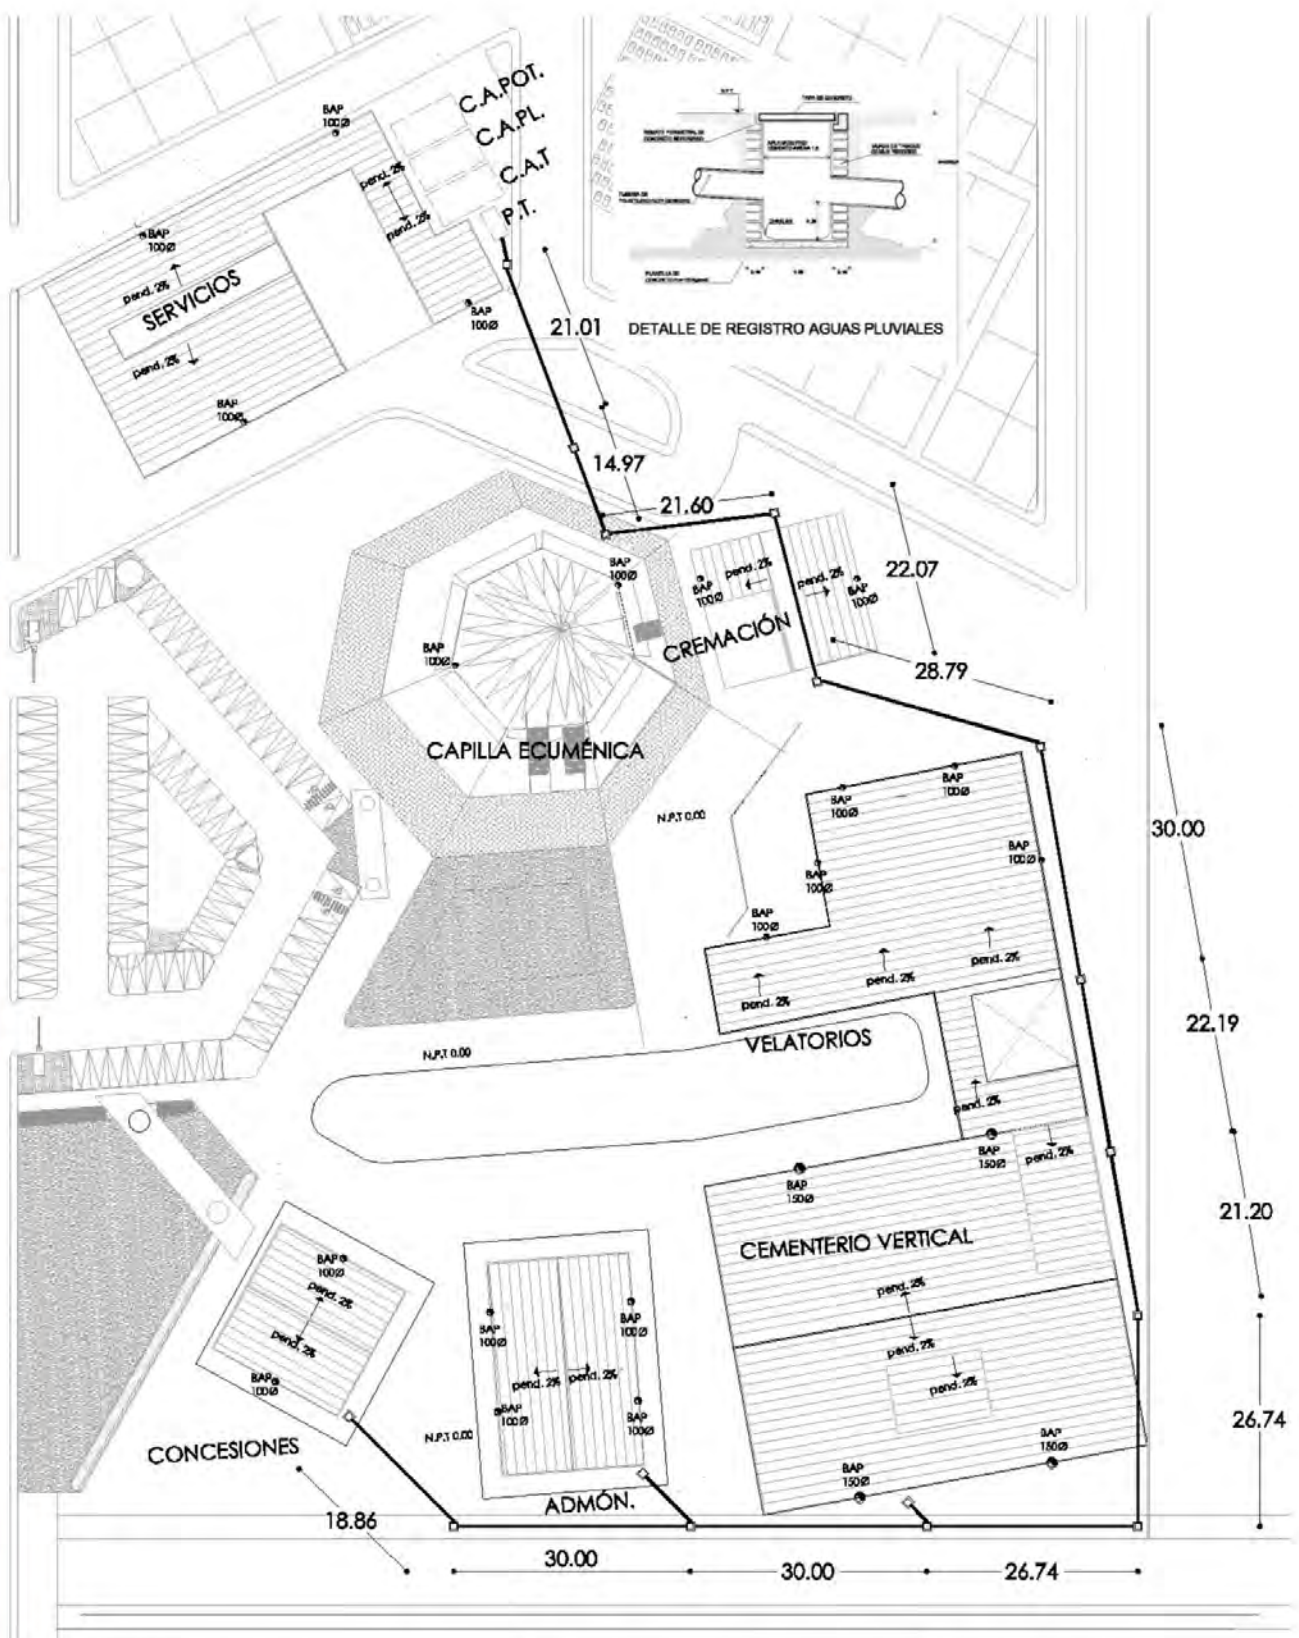 C.A.POT.
C.A.PL.
C.A.T
P.T.
BAP
100Ø
pend. 2%
pend. 2%
BAP
100Ø
pend. 2%
SERVICIOS
pend. 2%
BAP
100Ø
BAP
100Ø
N.P.T.
TAPA DE CONCRETO
DETALLE DE REGISTRO AGUAS PLUVIALES
21.01
14.97
21.60
22.07
28.79
BAP
100Ø
BAP
100Ø
BAP
100Ø
pend. 2%
pend. 2%
BAP
100Ø
CREMACIÓN
CAPILLA ECUMÉNICA
N.P.T 0.00
BAP
100Ø
BAP
100Ø
BAP
100Ø
BAP
100Ø
BAP
100Ø
30.00
pend. 2%
pend. 2%
pend. 2%
22.19
VELATORIOS
N.P.T 0.00
pend. 2%
BAP
150Ø
BAP
150Ø
pend. 2%
21.20
CEMENTERIO VERTICAL
pend. 2%
pend. 2%
pend. 2%
BAP
100Ø
pend. 2%
pend. 2%
BAP
100Ø
BAP
100Ø
BAP
100Ø
pend. 2%
pend. 2%
BAP
100Ø
BAP
100Ø
N.P.T 0.00
26.74
BAP
150Ø
BAP
150Ø
CONCESIONES
ADMÓN.
18.86
30.00
30.00
26.74